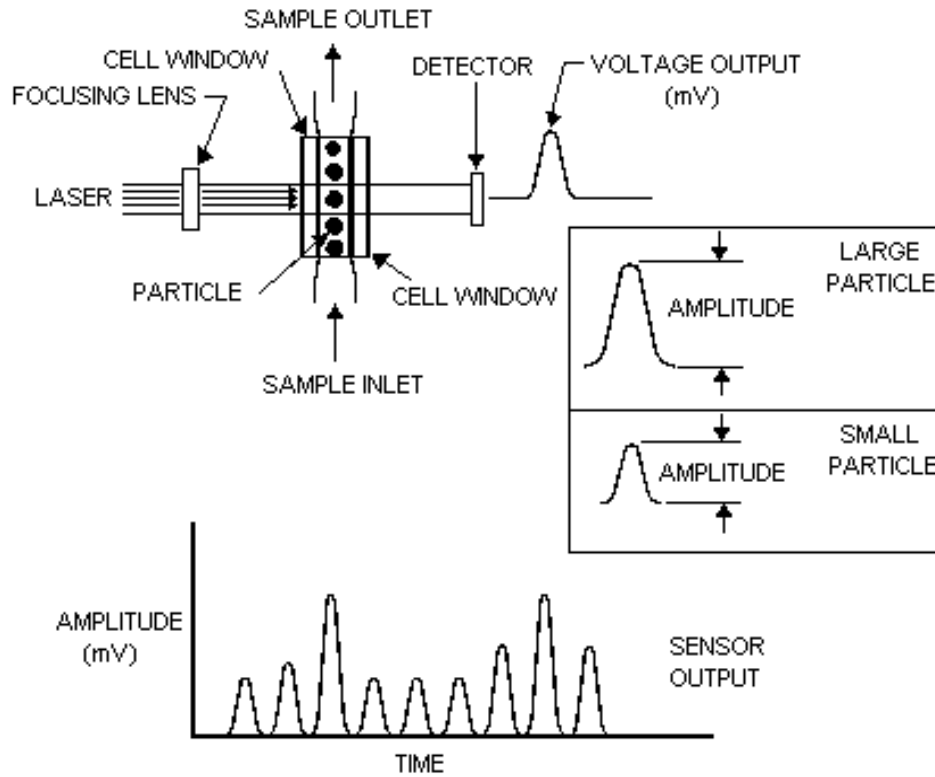 SAMPLE OUTLET
CELL WINDOW
DETECTOR
VOLTAGE OUTPUT
(mV)
FOCUSING LENS
LASER
PARTICLE
CELL WINDOW
SAMPLE INLET
LARGE
PARTICLE
AMPLITUDE
SMALL
PARTICLE
AMPLITUDE
AMPLITUDE
(mV)
SENSOR
OUTPUT
TIME